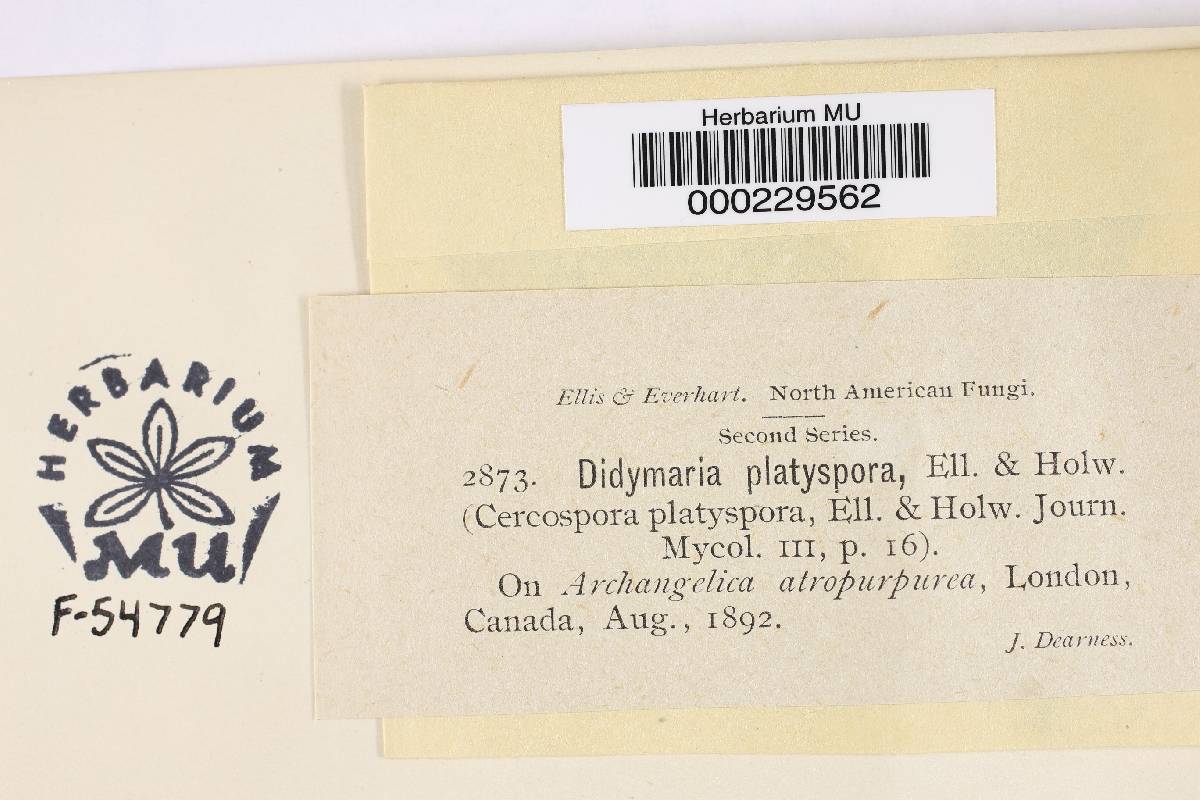 Herbarium MU
000229562
Ellis & Everhart. North American Fungi.
Second Series.
2873. Didymaria platyspora, Ell. & Holw.
(Cercospora platyspora, Ell. & Holw. Journ.
Mycol. III, p. 16).
On Archangelica atropurpurea, London,
Canada, Aug., 1892.
J. Dearness.
HERBARIUM
MU
F-54779